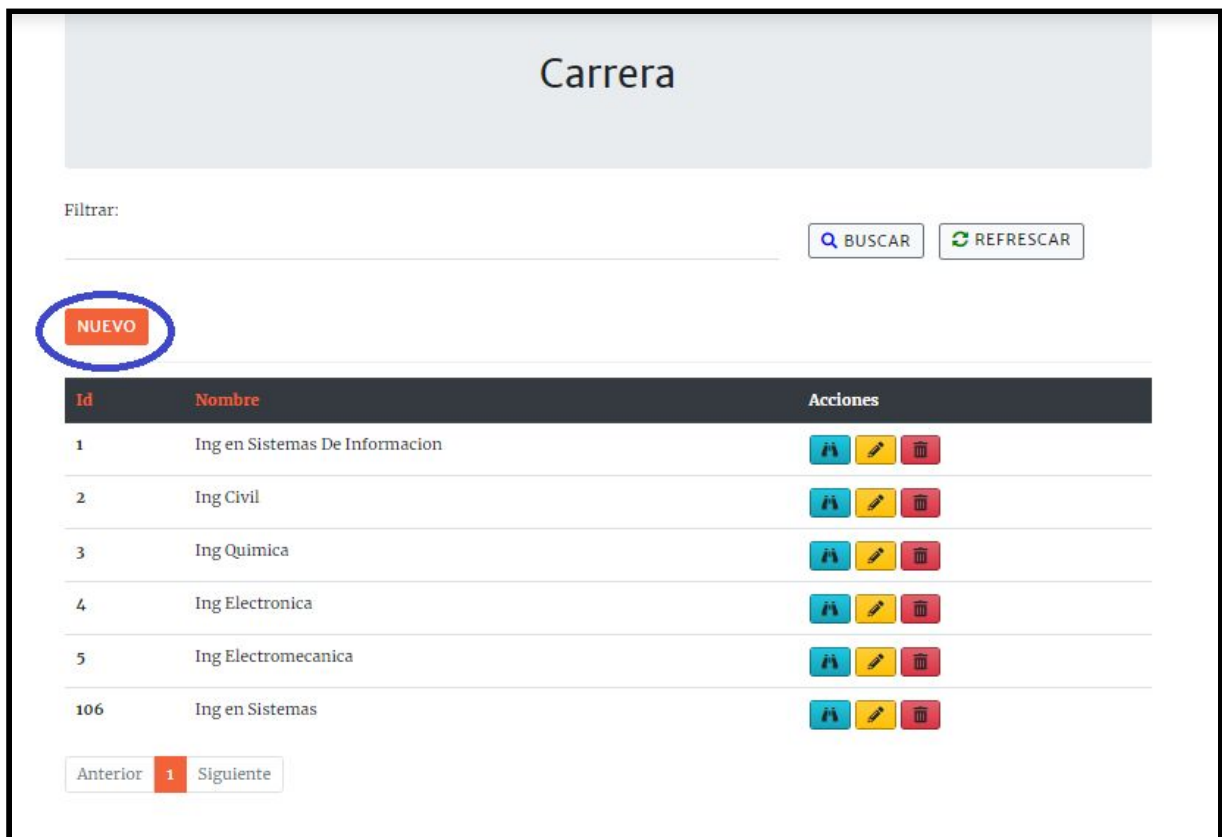 Carrera
Filtrar:
BUSCAR REFRESCAR
NUEVO
Id Nombre Acciones
1 Ing en Sistemas De Informacion
2 Ing Civil
3 Ing Quimica
4 Ing Electronica
5 Ing Electromecanica
106 Ing en Sistemas
Anterior 1 Siguiente